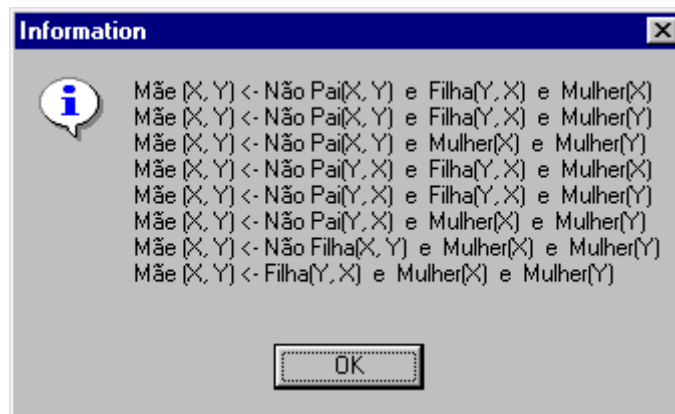 Information
Mãe (X, Y) <- Não Pai(X, Y) e Filha(Y, X) e Mulher(X)
Mãe (X, Y) <- Não Pai(X, Y) e Filha(Y, X) e Mulher(Y)
Mãe (X, Y) <- Não Pai(X, Y) e Mulher(X) e Mulher(Y)
Mãe (X, Y) <- Não Pai(Y, X) e Filha(Y, X) e Mulher(X)
Mãe (X, Y) <- Não Pai(Y, X) e Filha(Y, X) e Mulher(Y)
Mãe (X, Y) <- Não Pai(Y, X) e Mulher(X) e Mulher(Y)
Mãe (X, Y) <- Não Filha(X, Y) e Mulher(X) e Mulher(Y)
Mãe (X, Y) <- Filha(Y, X) e Mulher(X) e Mulher(Y)
OK